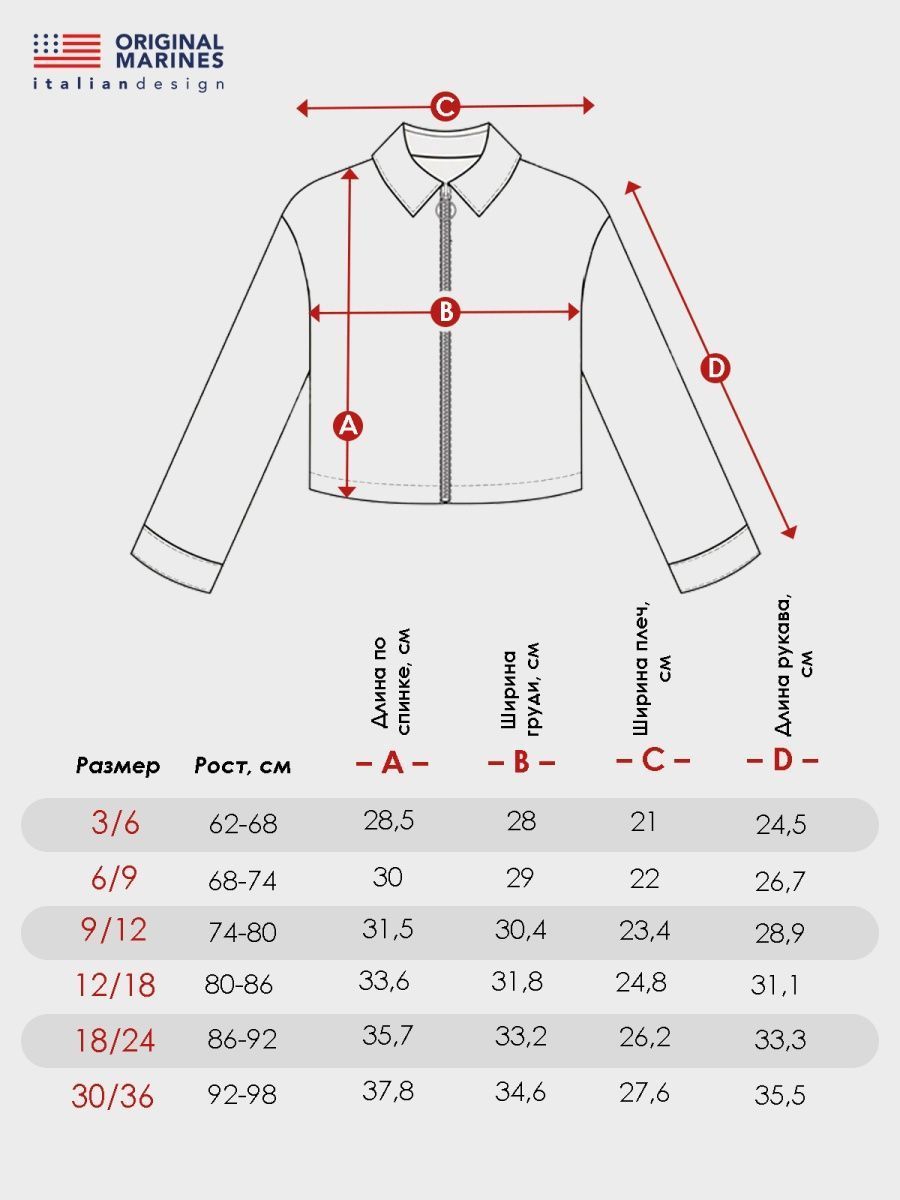 ORIGINAL
MARINES
italiandesign
C
B
D
A
Длина по
спинке, см
Ширина
груди, см
Ширина плеч,
см
Длина рукава,
см
Размер Рост, см – A – – B – – C – – D –
3/6 62-68 28,5 28 21 24,5
6/9 68-74 30 29 22 26,7
9/12 74-80 31,5 30,4 23,4 28,9
12/18 80-86 33,6 31,8 24,8 31,1
18/24 86-92 35,7 33,2 26,2 33,3
30/36 92-98 37,8 34,6 27,6 35,5